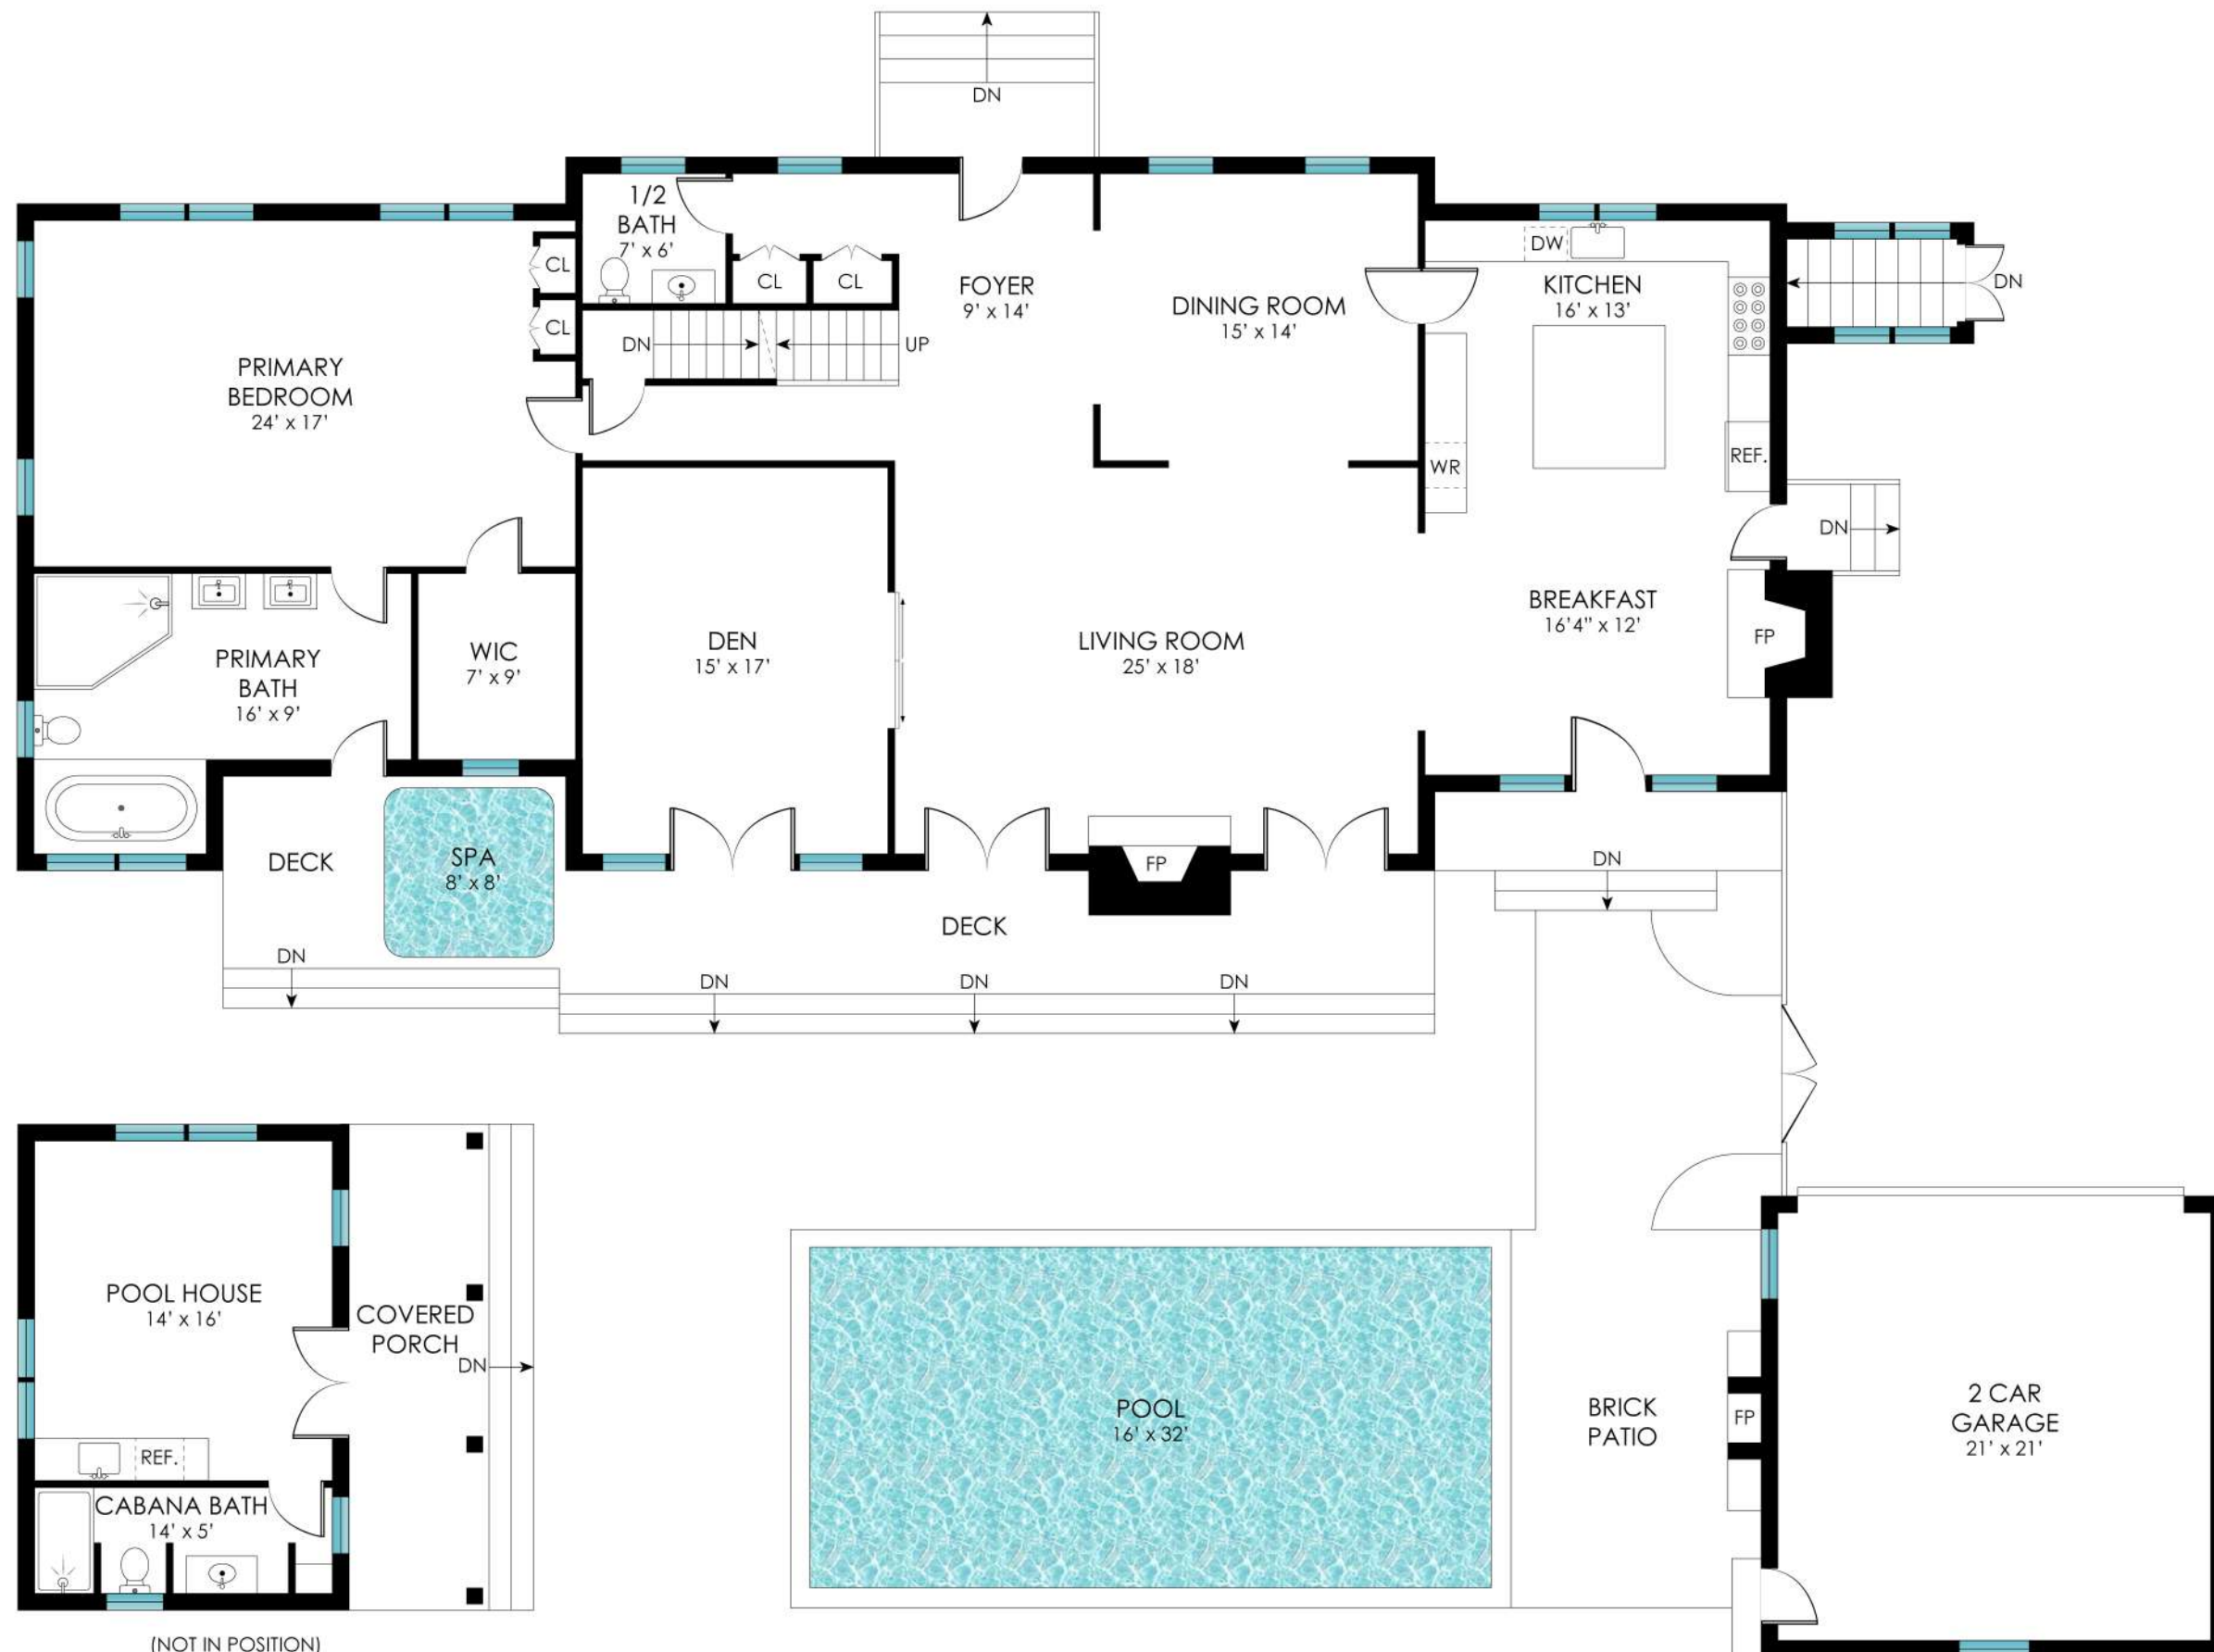 DN
1/2
BATH
7' x 6'
CL
CL
CL
CL
FOYER
9' x 14'
DINING ROOM
15' x 14'
DW
KITCHEN
16' x 13'
DN
DN
UP
PRIMARY
BEDROOM
24' x 17'
WR
REF.
DN
PRIMARY
BATH
16' x 9'
WIC
7' x 9'
DEN
15' x 17'
LIVING ROOM
25' x 18'
BREAKFAST
16'4" x 12'
FP
DECK
SPA
8' x 8'
FP
DN
DECK
DN
DN
DN
DN
POOL HOUSE
14' x 16'
COVERED
PORCH
DN
REF.
CABANA BATH
14' x 5'
(NOT IN POSITION)
POOL
16' x 32'
BRICK
PATIO
FP
2 CAR
GARAGE
21' x 21'